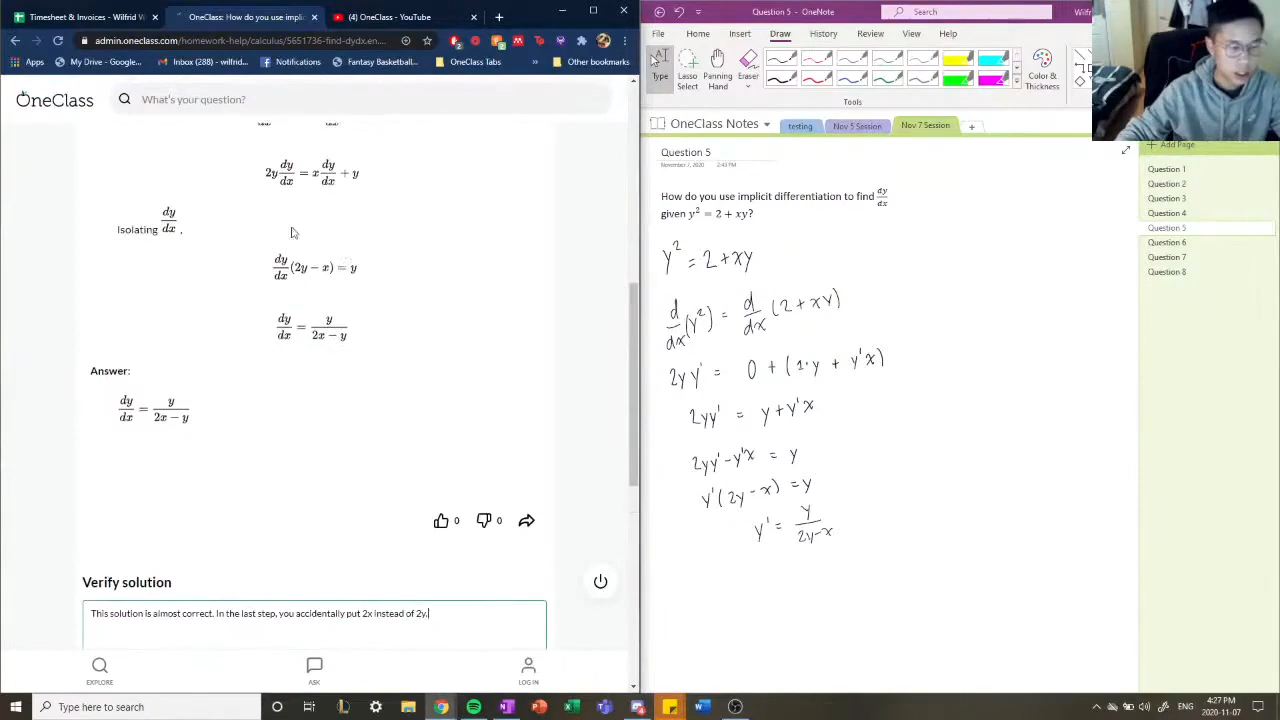 Timesheet & Invoices - Wilfrid W
OneClass: How do you use implic
(4) OneClass - YouTube
admin.oneclass.com/homework-help/calculus/5651736-find-dydx.en....
Apps
My Drive - Google...
Inbox (268) - wilfre...
Notifications
Fantasy Basketball...
OneClass Tabs
Other bookmarks
OneClass
What's your question?
2y dy/dx = x dy/dx + y
Isolating dy/dx ,
dy/dx (2y − x) = y
dy/dx = y/(2x − y)
Answer:
dy/dx = y/(2x − y)
0
0
Verify solution
This solution is almost correct. In the last step, you accidentally put 2x instead of 2y.
EXPLORE
ASK
LOG IN
Question 5 - OneNote
Search
Wilfr
File
Home
Insert
Draw
History
Review
View
Help
Type
Lasso Select
Panning Hand
Eraser
Color & Thickness
Tools
OneClass Notes
testing
Nov 5 Session
Nov 7 Session
Add Page
Question 1
Question 2
Question 3
Question 4
Question 5
Question 6
Question 7
Question 8
Question 5
November 7, 2020 2:43 PM
How do you use implicit differentiation to find dy/dx
given y² = 2 + xy?
y² = 2 + xy
d/dx (y²) = d/dx (2 + xy)
2yy' = 0 + (1·y + y'x)
2yy' = y + y'x
2yy' − y'x = y
y'(2y − x) = y
y' = y/(2y − x)
Type here to search
4:27 PM
2020-11-07